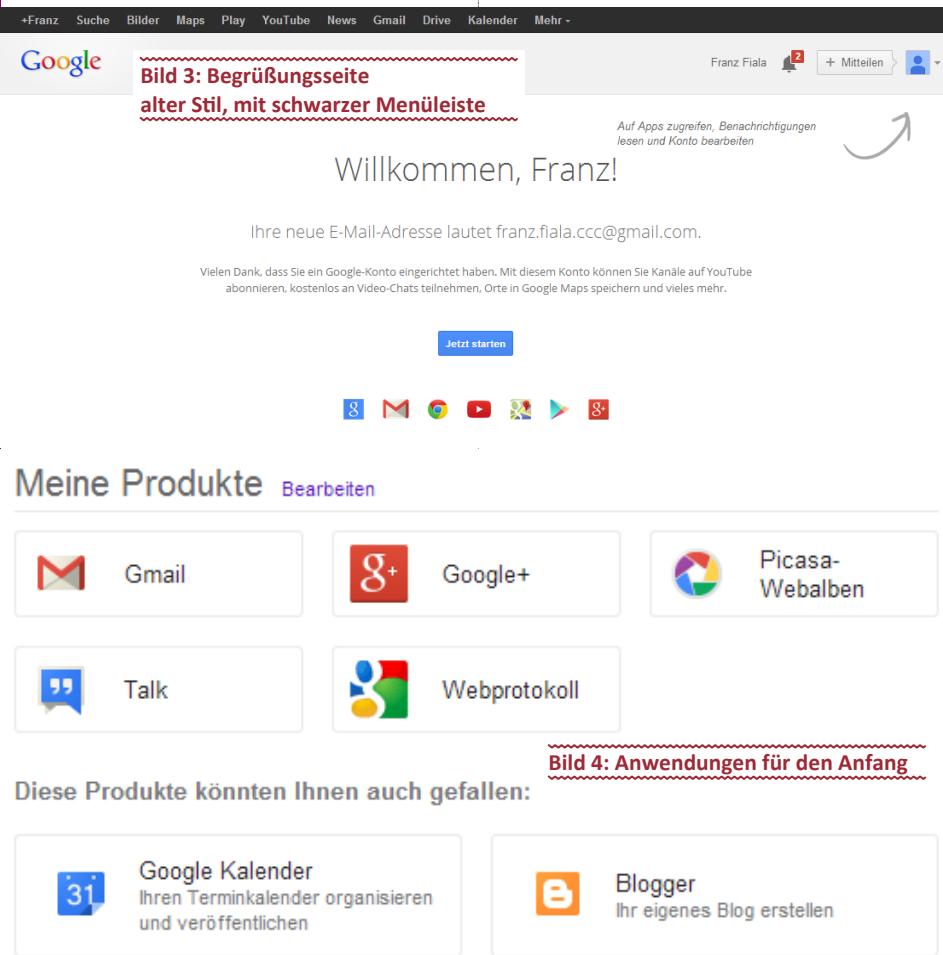 +Franz Suche Bilder Maps Play YouTube News Gmail Drive Kalender Mehr
Google
Bild 3: Begrüßungsseite
alter Stil, mit schwarzer Menüleiste
Franz Fiala 2 + Mitteilen
Auf Apps zugreifen, Benachrichtigungen
lesen und Konto bearbeiten
Willkommen, Franz!
Ihre neue E-Mail-Adresse lautet franz.fiala.ccc@gmail.com.
Vielen Dank, dass Sie ein Google-Konto eingerichtet haben. Mit diesem Konto können Sie Kanäle auf YouTube
abonnieren, kostenlos an Video-Chats teilnehmen, Orte in Google Maps speichern und vieles mehr.
Jetzt starten
8 8+
Meine Produkte Bearbeiten
Gmail
8+ Google+
Picasa-
Webalben
Talk
8 Webprotokoll
Bild 4: Anwendungen für den Anfang
Diese Produkte könnten Ihnen auch gefallen:
31 Google Kalender
Ihren Terminkalender organisieren
und veröffentlichen
Blogger
Ihr eigenes Blog erstellen